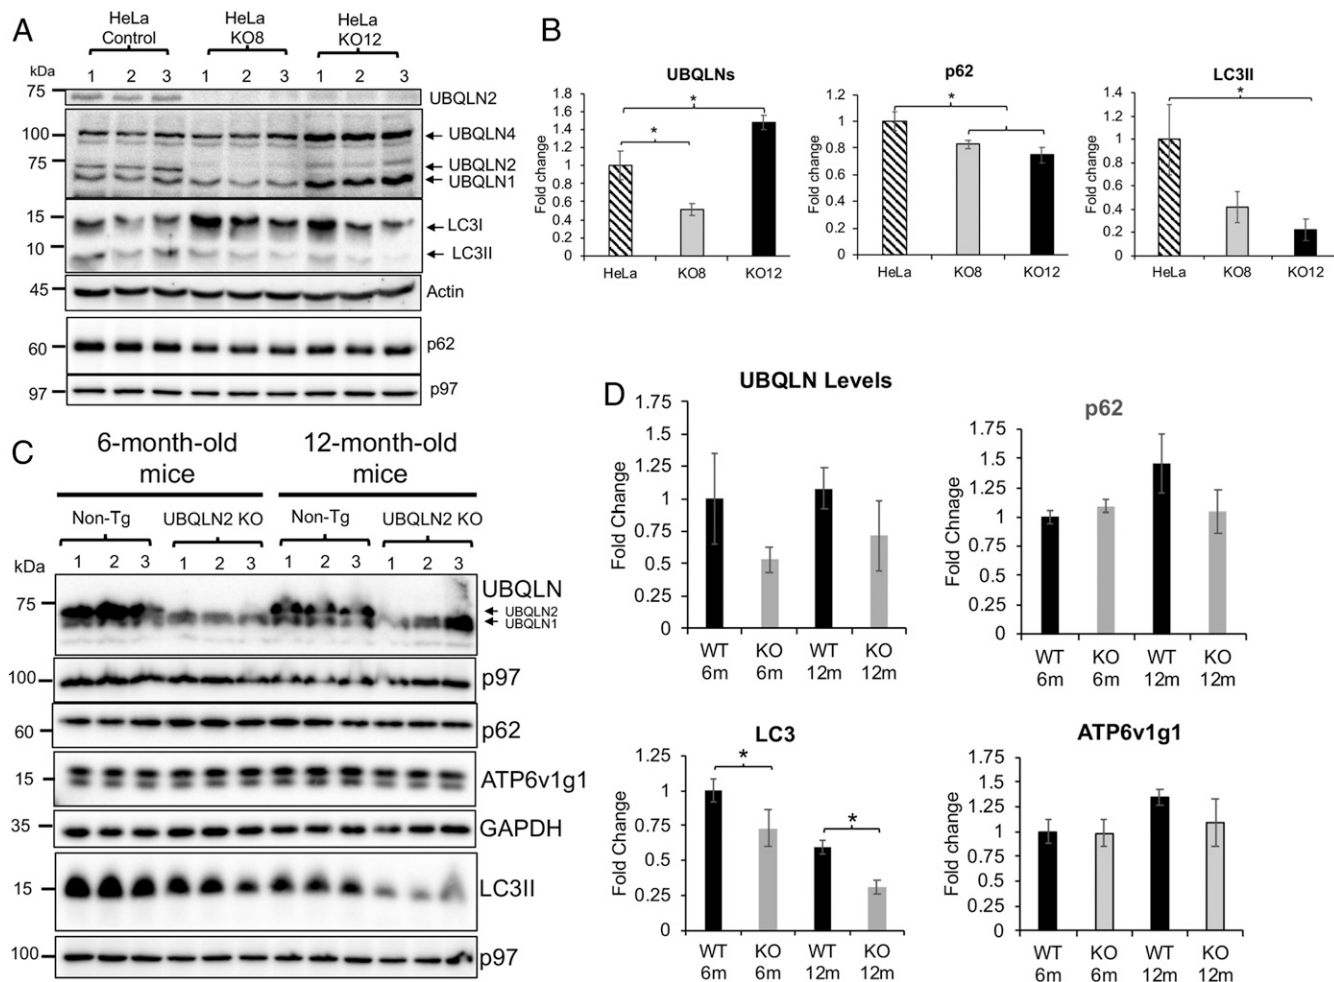 A
HeLa Control
HeLa KO8
HeLa KO12
kDa
1 2 3 1 2 3 1 2 3
75
UBQLN2
100
UBQLN4
75
UBQLN2
UBQLN1
15
LC3I
10
LC3II
45
Actin
60
p62
97
p97
B
UBQLNs
Fold change
1.8
1.6
1.4
1.2
1.0
0.8
0.6
0.4
0.2
0
*
*
HeLa KO8 KO12
p62
Fold change
1.2
1
0.8
0.6
0.4
0.2
0
*
HeLa KO8 KO12
LC3II
Fold change
1.4
1.2
1
0.8
0.6
0.4
0.2
0
*
HeLa KO8 KO12
C
6-month-old mice
12-month-old mice
Non-Tg UBQLN2 KO Non-Tg UBQLN2 KO
kDa
1 2 3 1 2 3 1 2 3 1 2 3
UBQLN
75
UBQLN2
UBQLN1
100
p97
60
p62
15
ATP6v1g1
35
GAPDH
15
LC3II
100
p97
D
UBQLN Levels
Fold Change
1.75
1.5
1.25
1
0.75
0.5
0.25
0
WT KO WT KO
6m 6m 12m 12m
p62
Fold Chnage
1.75
1.5
1.25
1
0.75
0.5
0.25
0
WT KO WT KO
6m 6m 12m 12m
LC3
Fold Change
1.25
1
0.75
0.5
0.25
0
*
*
WT KO WT KO
6m 6m 12m 12m
ATP6v1g1
Fold change
1.75
1.5
1.25
1
0.75
0.5
0.25
0
WT KO WT KO
6m 6m 12m 12m